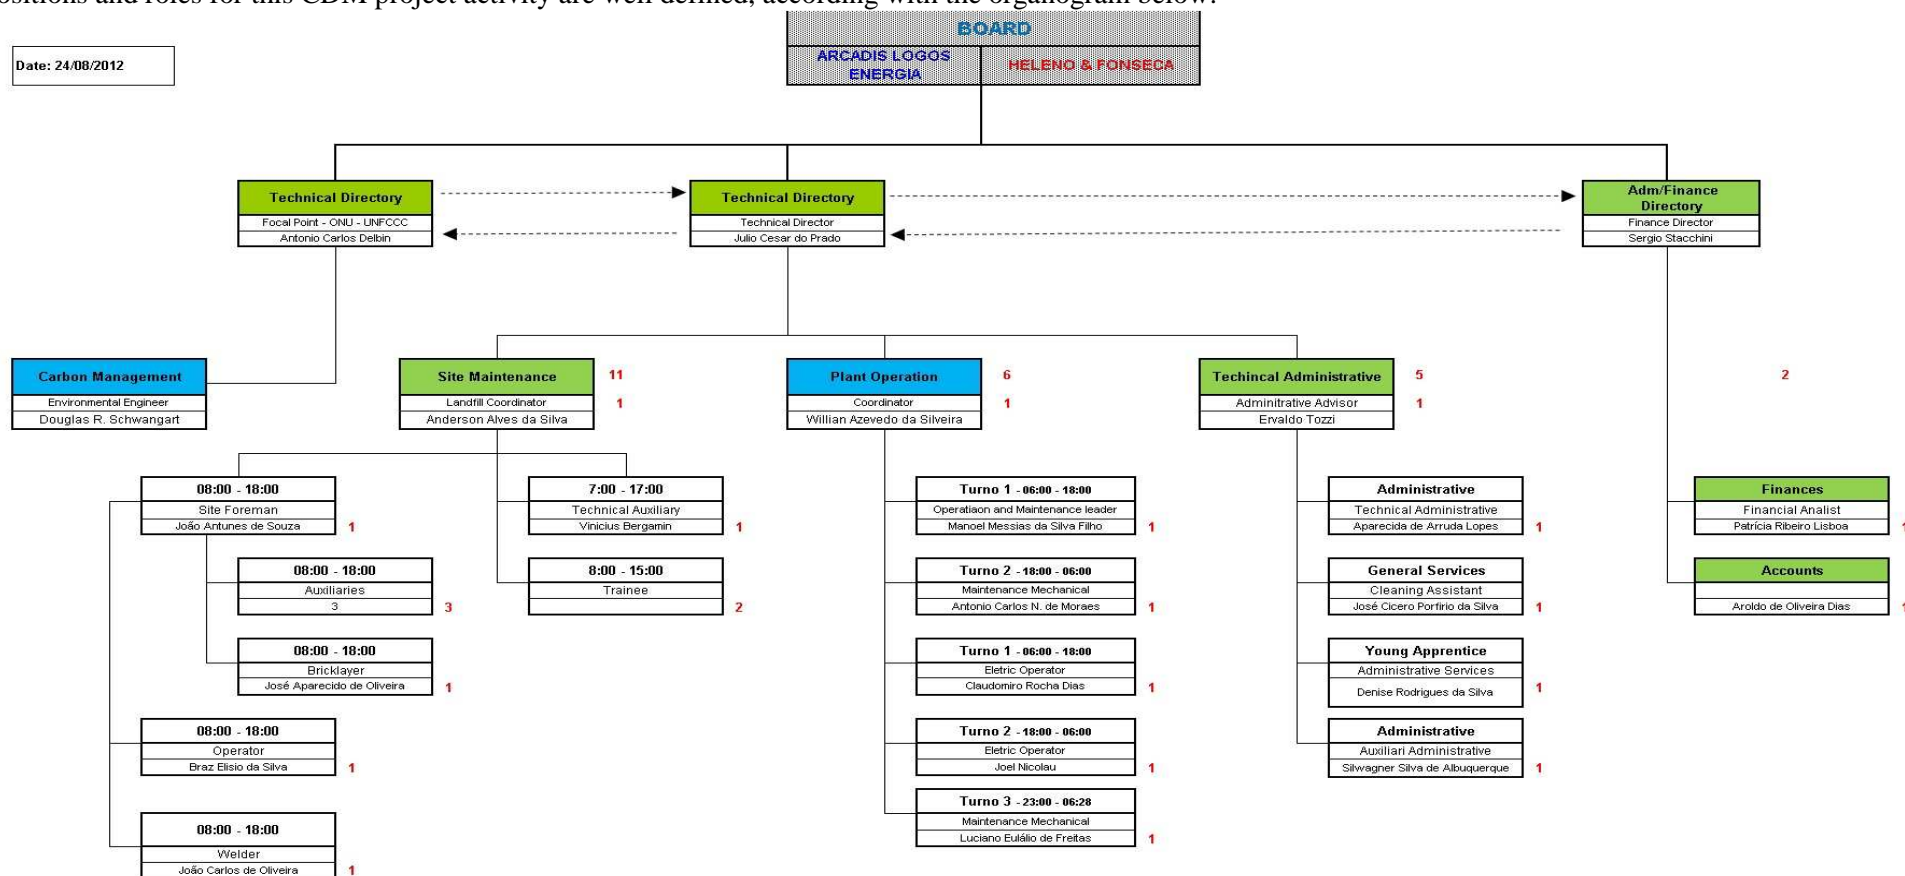 ositions and roles for this CDM project activity are well defined, according with the organogram below.
Date: 24/08/2012
BOARD
ARCADIS LOGOS
ENERGIA
HELENO & FONSECA
Technical Directory
Focal Point - ONU - UNFCCC
Antonio Carlos Delbin
Technical Directory
Technical Director
Julio Cesar do Prado
Adm/Finance
Directory
Finance Director
Sergio Stacchini
Carbon Management
Environmental Engineer
Douglas R. Schwangart
Site Maintenance
11
Landfill Coordinator
1
Anderson Alves da Silva
Plant Operation
6
Coordinator
1
Willian Azevedo da Silveira
Techincal Administrative
5
Adminitrative Advisor
1
Ervaldo Tozzi
2
08:00 - 18:00
Site Foreman
João Antunes de Souza
1
08:00 - 18:00
Auxiliaries
3
3
08:00 - 18:00
Bricklayer
José Aparecido de Oliveira
1
08:00 - 18:00
Operator
Braz Elisio da Silva
1
08:00 - 18:00
Welder
João Carlos de Oliveira
1
7:00 - 17:00
Technical Auxiliary
Vinicius Bergamin
1
8:00 - 15:00
Trainee
2
Turno 1 - 06:00 - 18:00
Operatiaon and Maintenance leader
Manoel Messias da Silva Filho
1
Turno 2 - 18:00 - 06:00
Maintenance Mechanical
Antonio Carlos N. de Moraes
1
Turno 1 - 06:00 - 18:00
Eletric Operator
Claudomiro Rocha Dias
1
Turno 2 - 18:00 - 06:00
Eletric Operator
Joel Nicolau
1
Turno 3 - 23:00 - 06:28
Maintenance Mechanical
Luciano Eulálio de Freitas
1
Administrative
Technical Administrative
Aparecida de Arruda Lopes
1
General Services
Cleaning Assistant
José Cicero Porfirio da Silva
1
Young Apprentice
Administrative Services
Denise Rodrigues da Silva
1
Administrative
Auxiliari Administrative
Silwagner Silva de Albuquerque
1
Finances
Financial Analist
Patrícia Ribeiro Lisboa
1
Accounts
Aroldo de Oliveira Dias
1